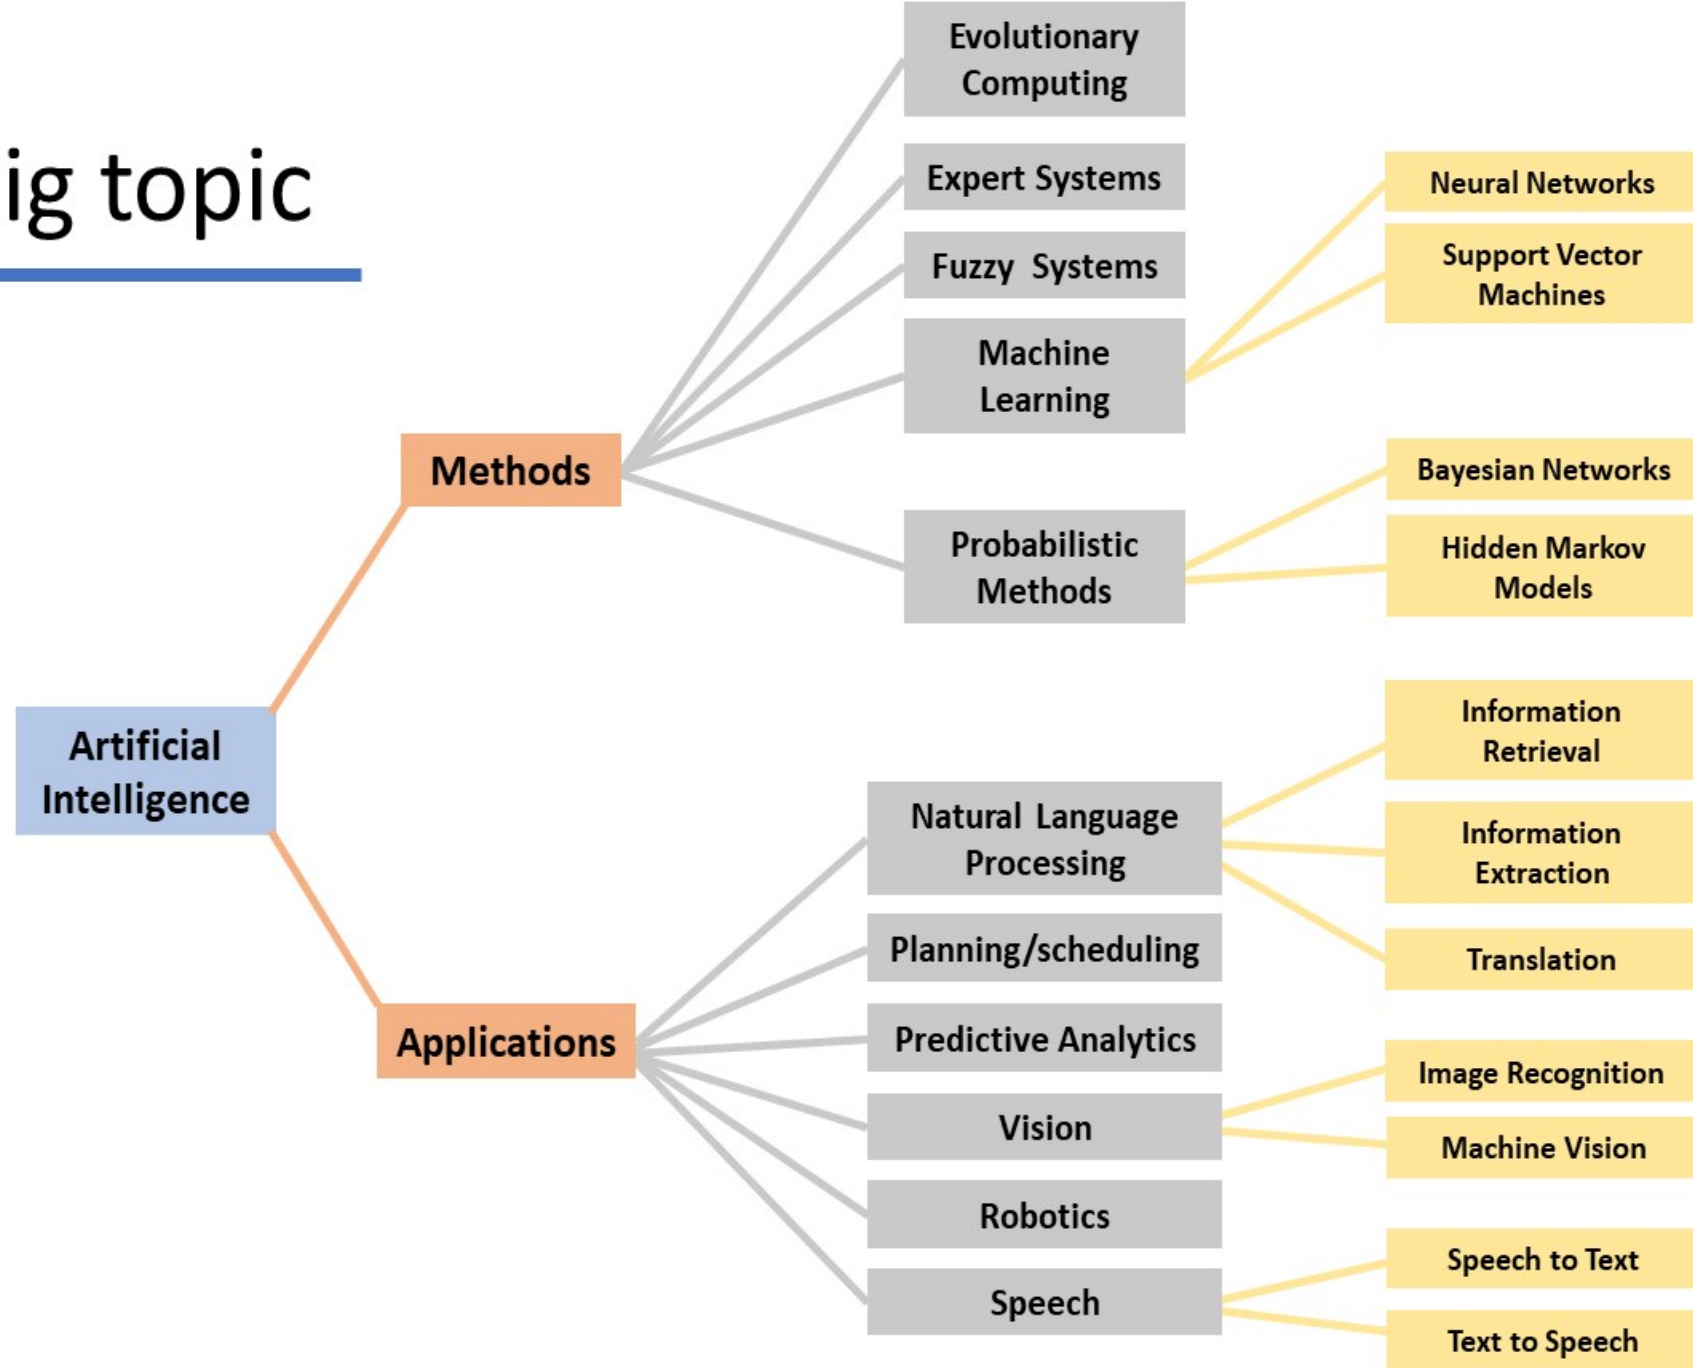 ig topic
Evolutionary
Computing
Expert Systems
Fuzzy Systems
Machine
Learning
Neural Networks
Support Vector
Machines
Methods
Probabilistic
Methods
Bayesian Networks
Hidden Markov
Models
Artificial
Intelligence
Applications
Natural Language
Processing
Information
Retrieval
Information
Extraction
Translation
Planning/scheduling
Predictive Analytics
Vision
Image Recognition
Machine Vision
Robotics
Speech
Speech to Text
Text to Speech